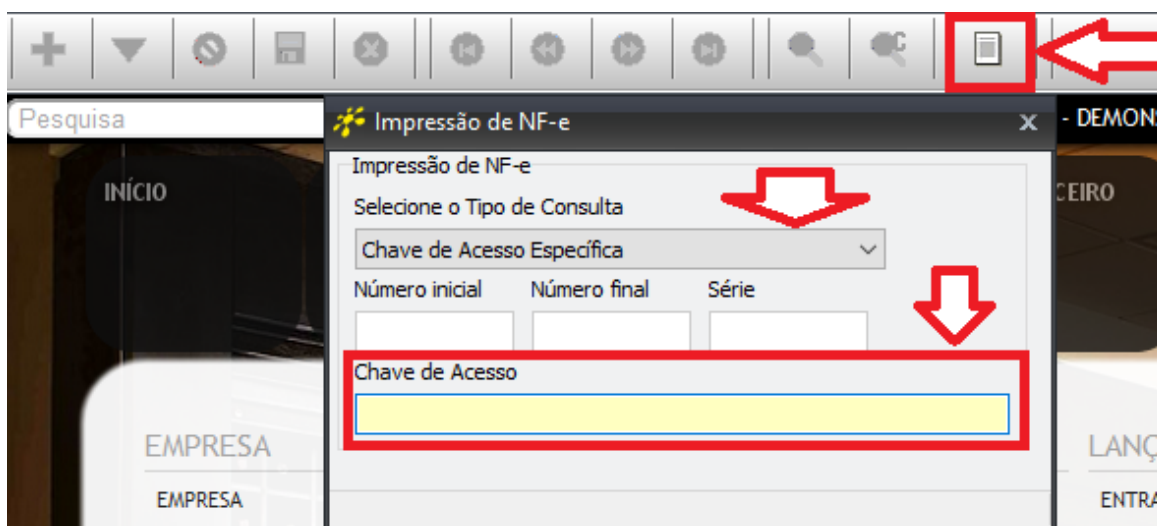 C
Pesquisa
Impressão de NF-e
x
- DEMONS
Impressão de NF-e
INÍCIO
CEIRO
Selecione o Tipo de Consulta
Chave de Acesso Específica
Número inicial Número final Série
Chave de Acesso
EMPRESA
LANÇ
EMPRESA
ENTRA